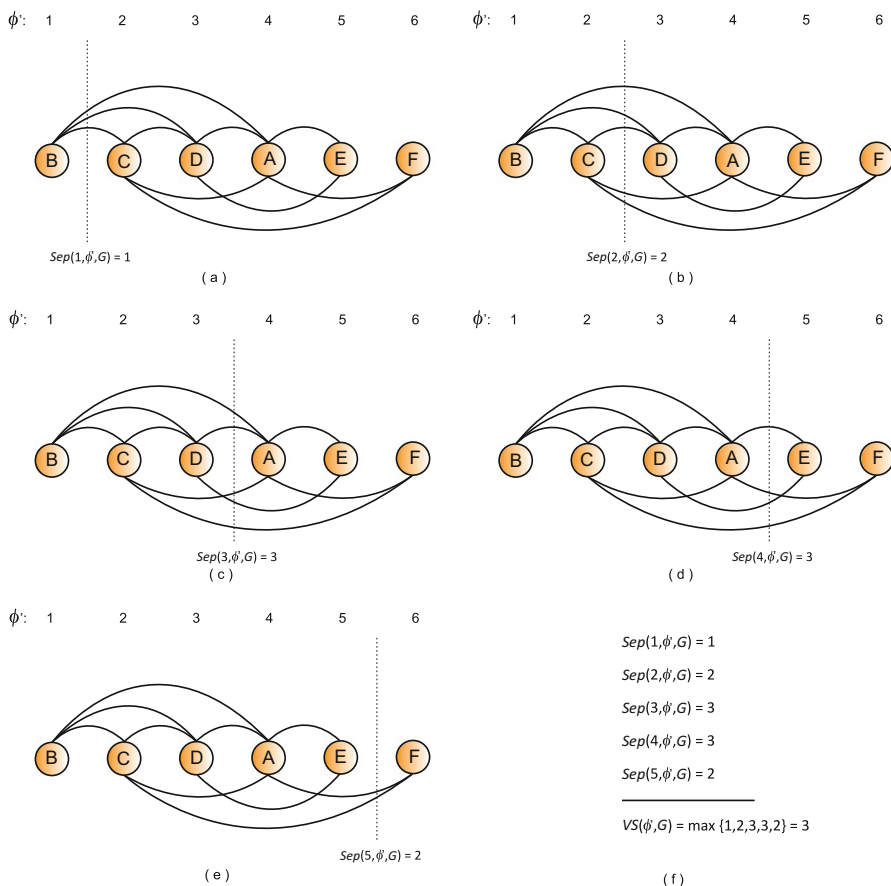 ϕ': 1 2 3 4 5 6
B C D A E F
Sep(1,ϕ',G) = 1
( a )
ϕ': 1 2 3 4 5 6
B C D A E F
Sep(2,ϕ',G) = 2
( b )
ϕ': 1 2 3 4 5 6
B C D A E F
Sep(3,ϕ',G) = 3
( c )
ϕ': 1 2 3 4 5 6
B C D A E F
Sep(4,ϕ',G) = 3
( d )
ϕ': 1 2 3 4 5 6
B C D A E F
Sep(5,ϕ',G) = 2
( e )
Sep(1,ϕ',G) = 1
Sep(2,ϕ',G) = 2
Sep(3,ϕ',G) = 3
Sep(4,ϕ',G) = 3
Sep(5,ϕ',G) = 2
VS(ϕ',G) = max {1,2,3,3,2} = 3
( f )